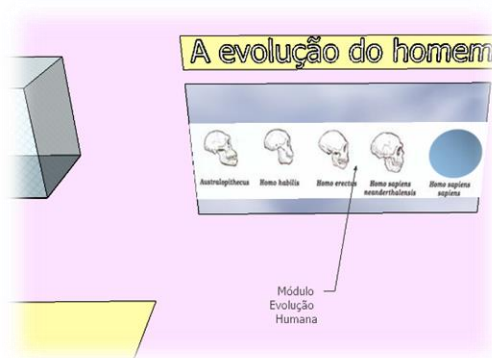 A evolução do homem
Australopithecus Homo habilis Homo erectus Homo sapiens Homo sapiens
neanderthalensis sapiens
Módulo
Evolução
Humana